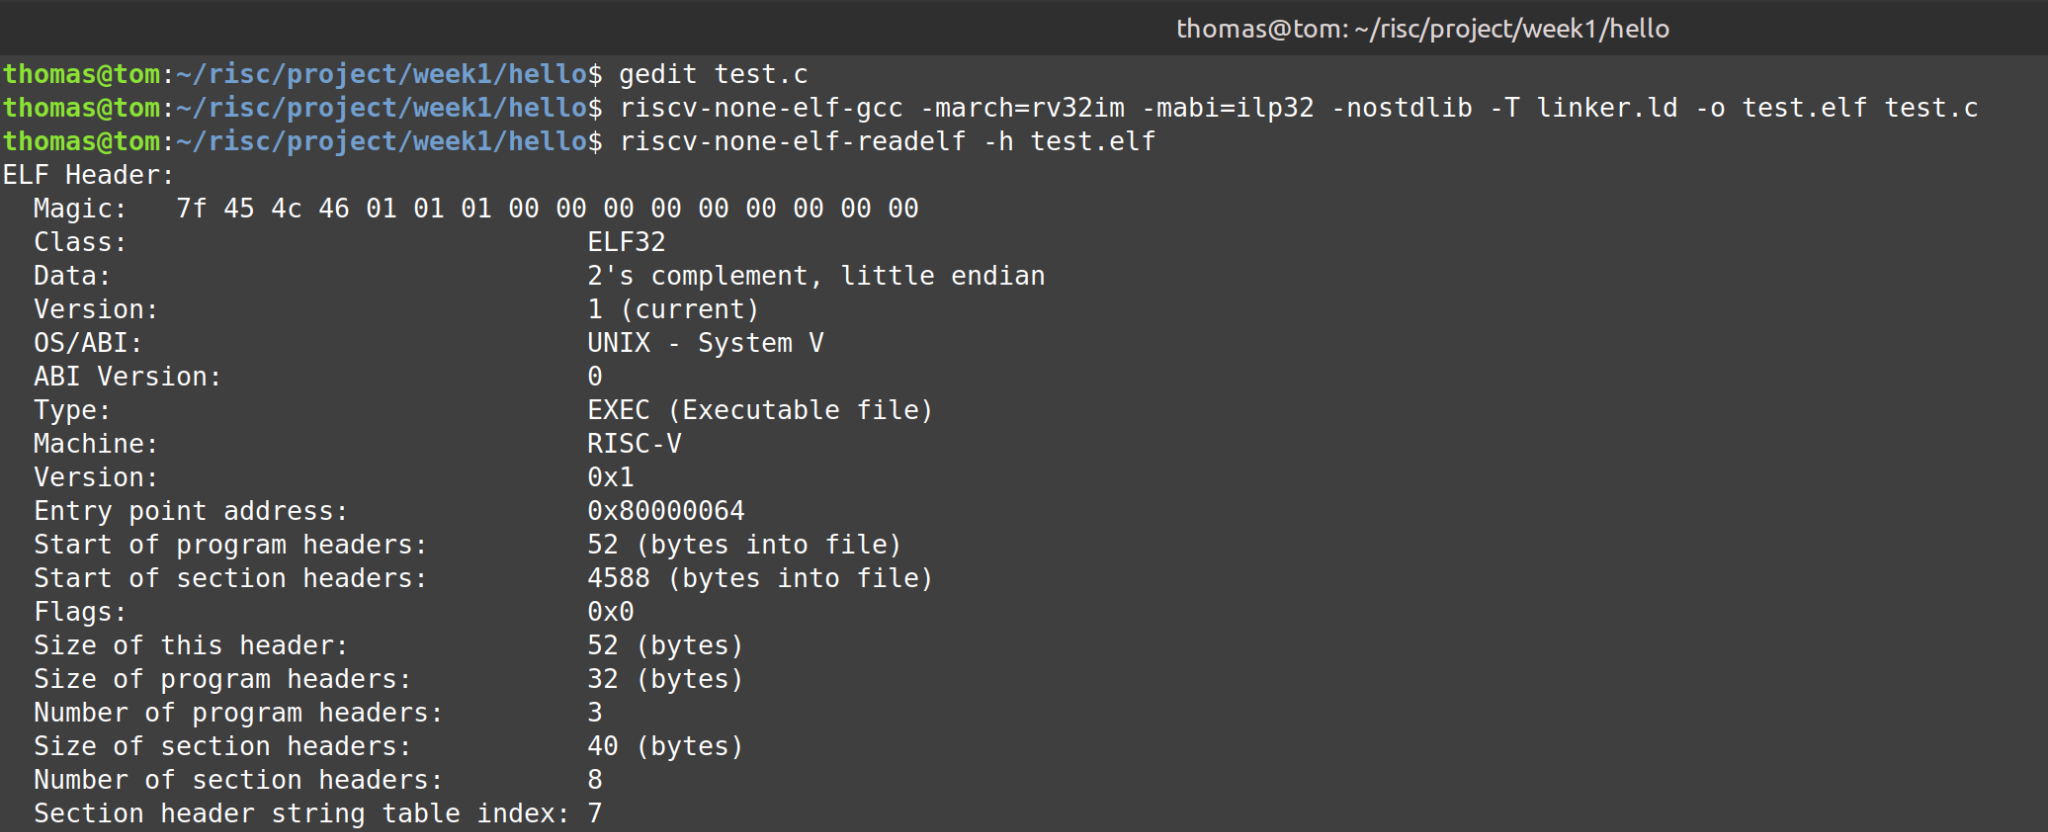 thomas@tom: ~/risc/project/week1/hello
thomas@tom:~/risc/project/week1/hello$ gedit test.c
thomas@tom:~/risc/project/week1/hello$ riscv-none-elf-gcc -march=rv32im -mabi=ilp32 -nostdlib -T linker.ld -o test.elf test.c
thomas@tom:~/risc/project/week1/hello$ riscv-none-elf-readelf -h test.elf
ELF Header:
  Magic:   7f 45 4c 46 01 01 01 00 00 00 00 00 00 00 00 00
  Class:                             ELF32
  Data:                              2's complement, little endian
  Version:                           1 (current)
  OS/ABI:                            UNIX - System V
  ABI Version:                       0
  Type:                              EXEC (Executable file)
  Machine:                           RISC-V
  Version:                           0x1
  Entry point address:               0x80000064
  Start of program headers:          52 (bytes into file)
  Start of section headers:          4588 (bytes into file)
  Flags:                             0x0
  Size of this header:               52 (bytes)
  Size of program headers:           32 (bytes)
  Number of program headers:         3
  Size of section headers:           40 (bytes)
  Number of section headers:         8
  Section header string table index: 7